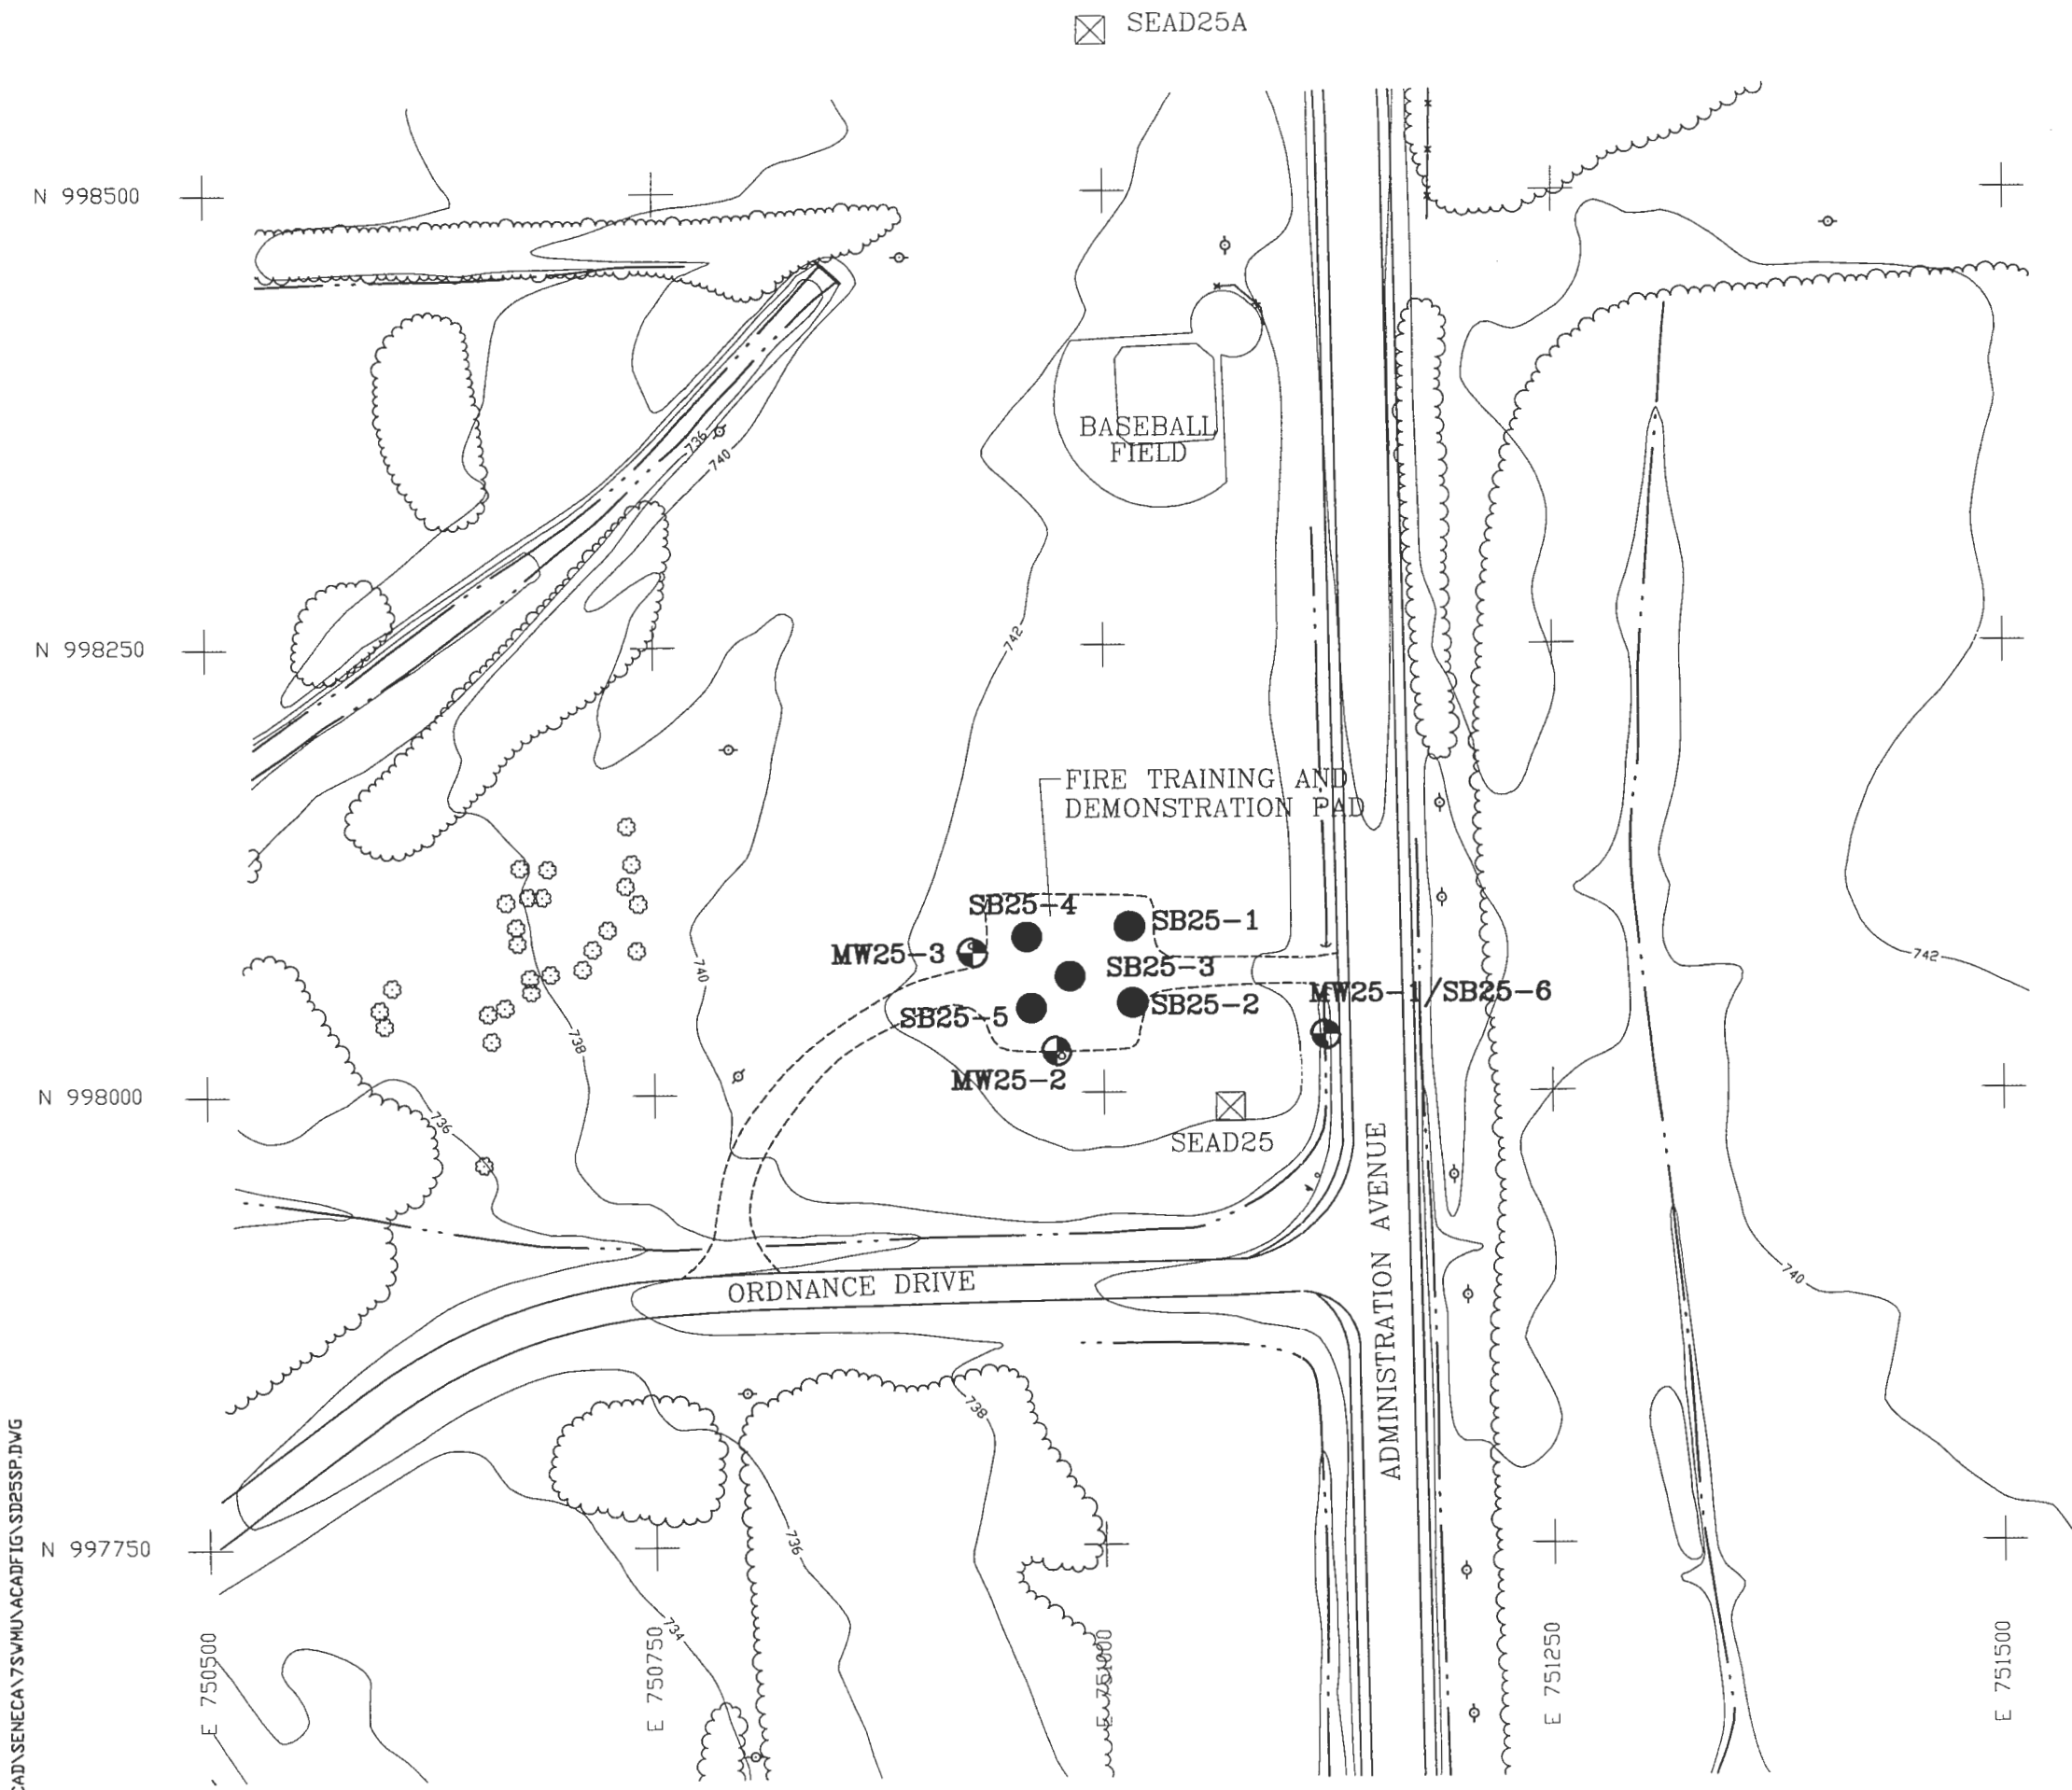 SEAD25A
N 998500
BASEBALL
FIELD
736
740
742
N 998250
FIRE TRAINING AND
DEMONSTRATION PAD
SB25-4
SB25-1
MW25-3
SB25-3
742
740
MW25-1/SB25-6
SB25-2
SB25-5
738
MW25-2
N 998000
736
SEAD25
ADMINISTRATION AVENUE
740
ORDNANCE DRIVE
738
736
N 997750
734
E 750500
E 750750
E 751000
E 751250
E 751500
CAD\SENECA\7SWMU\ACADFIG\SD25SP.DWG